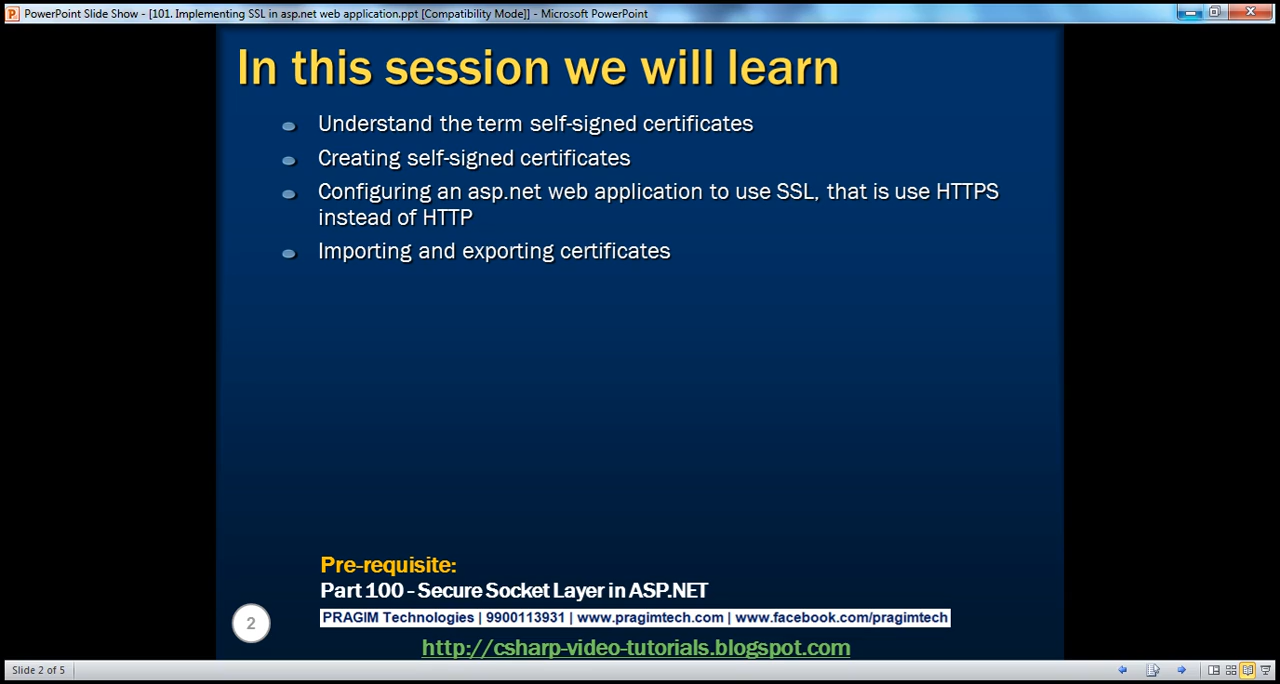 PowerPoint Slide Show - [101. Implementing SSL in asp.net web application.ppt [Compatibility Mode]] - Microsoft PowerPoint
In this session we will learn
Understand the term self-signed certificates
Creating self-signed certificates
Configuring an asp.net web application to use SSL, that is use HTTPS
instead of HTTP
Importing and exporting certificates
Pre-requisite:
Part 100 - Secure Socket Layer in ASP.NET
PRAGIM Technologies | 9900113931 | www.pragimtech.com | www.facebook.com/pragimtech
2
http://csharp-video-tutorials.blogspot.com
Slide 2 of 5